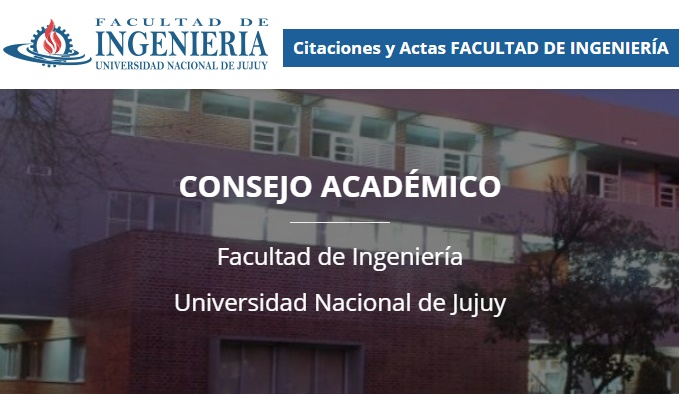 FACULTAD DE
INGENIERIA
UNIVERSIDAD NACIONAL DE JUJUY
Citaciones y Actas FACULTAD DE INGENIERÍA
CONSEJO ACADÉMICO
Facultad de Ingeniería
Universidad Nacional de Jujuy